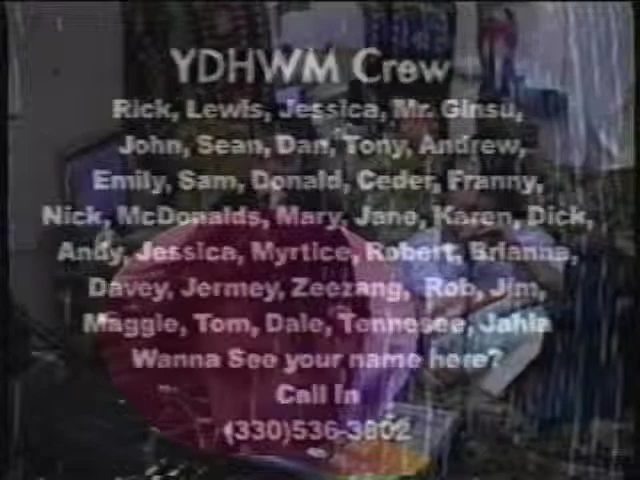 YDHWM Crew
Rick, Lewis, Jessica, Mr. Ginsu,
John, Sean, Dan, Tony, Andrew,
Emily, Sam, Donald, Ceder, Franny,
Nick, McDonalds, Mary, Jane, Karen, Dick,
Andy, Jessica, Myrtice, Robert, Brianna,
Davey, Jermey, Zeezang, Rob, Jim,
Maggie, Tom, Dale, Tennesee, Jahla
Wanna See your name here?
Call In
(330)536-3802